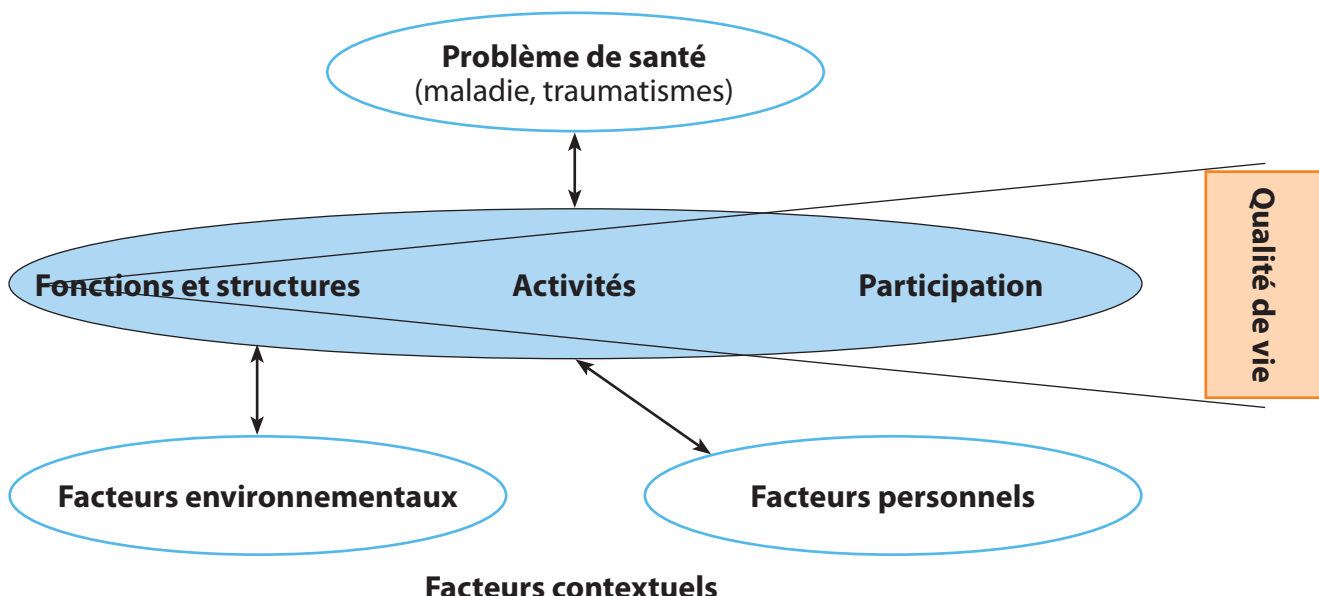 Problème de santé
(maladie, traumatismes)
Fonctions et structures
Activités
Participation
Qualité de vie
Facteurs environnementaux
Facteurs personnels
Facteurs contextuels